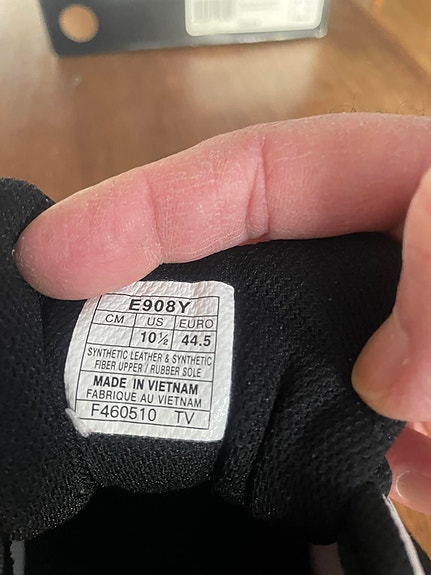 E908Y
CM US EURO
10½ 44.5
SYNTHETIC LEATHER & SYNTHETIC
FIBER UPPER / RUBBER SOLE
MADE IN VIETNAM
FABRIQUE AU VIETNAM
F460510 TV